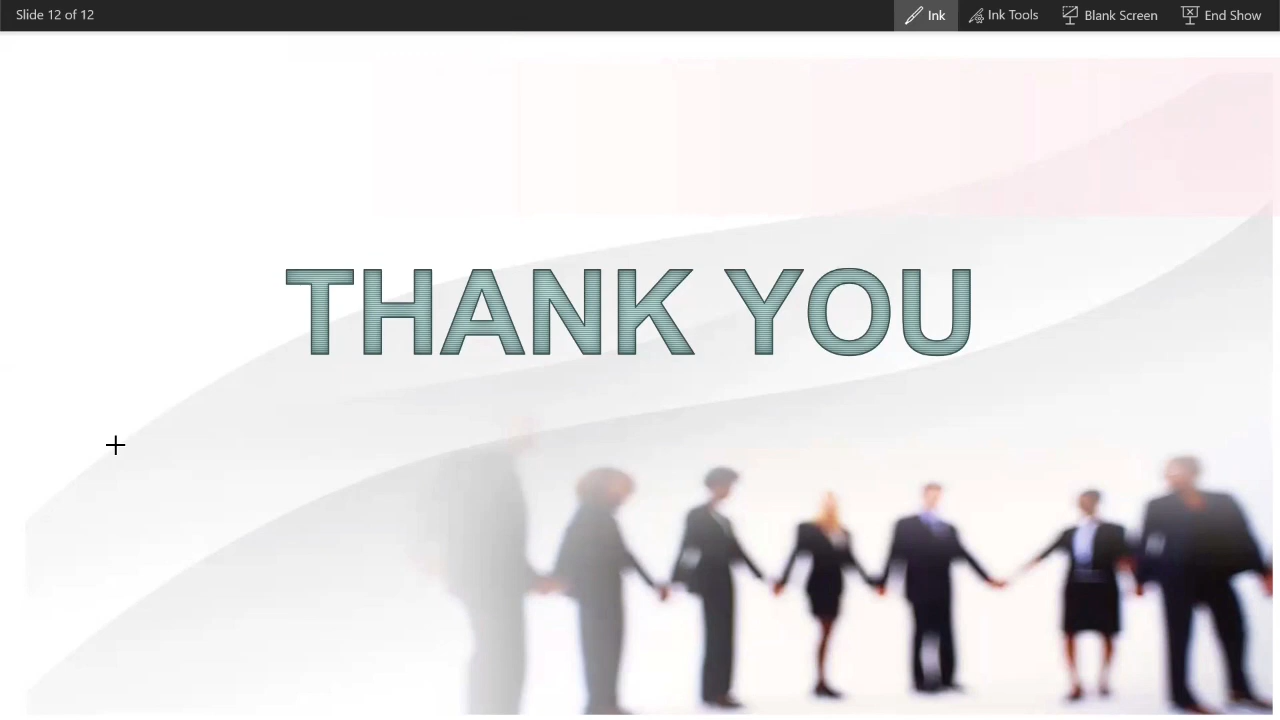 Slide 12 of 12
Ink
Ink Tools
Blank Screen
End Show
THANK YOU